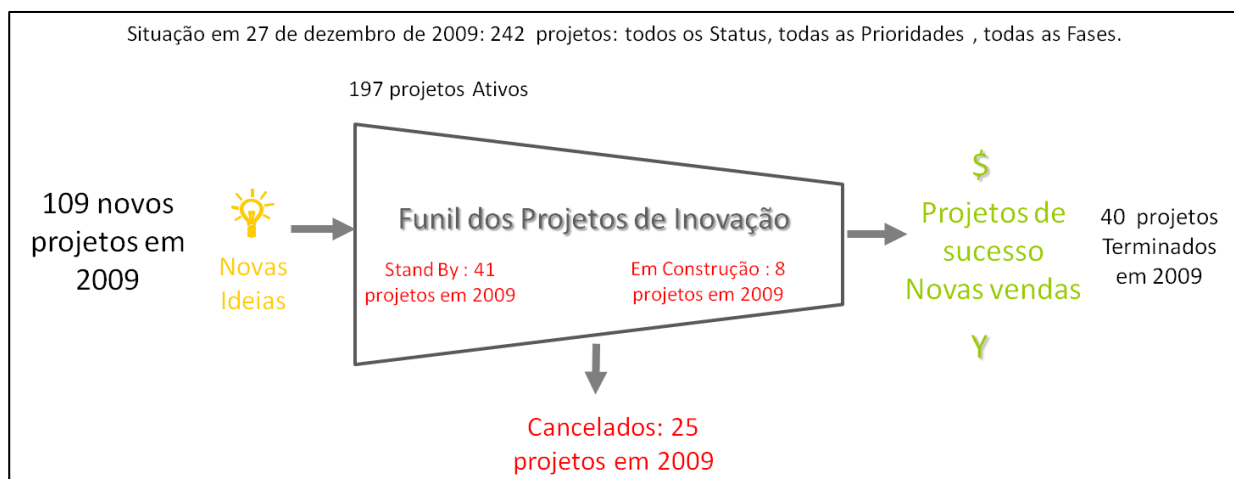 Situação em 27 de dezembro de 2009: 242 projetos: todos os Status, todas as Prioridades , todas as Fases.
197 projetos Ativos
109 novos
projetos em
2009
Novas
Ideias
Funil dos Projetos de Inovação
Stand By : 41
projetos em 2009
Em Construção : 8
projetos em 2009
$
Projetos de
sucesso
Novas vendas
Y
40 projetos
Terminados
em 2009
Cancelados: 25
projetos em 2009